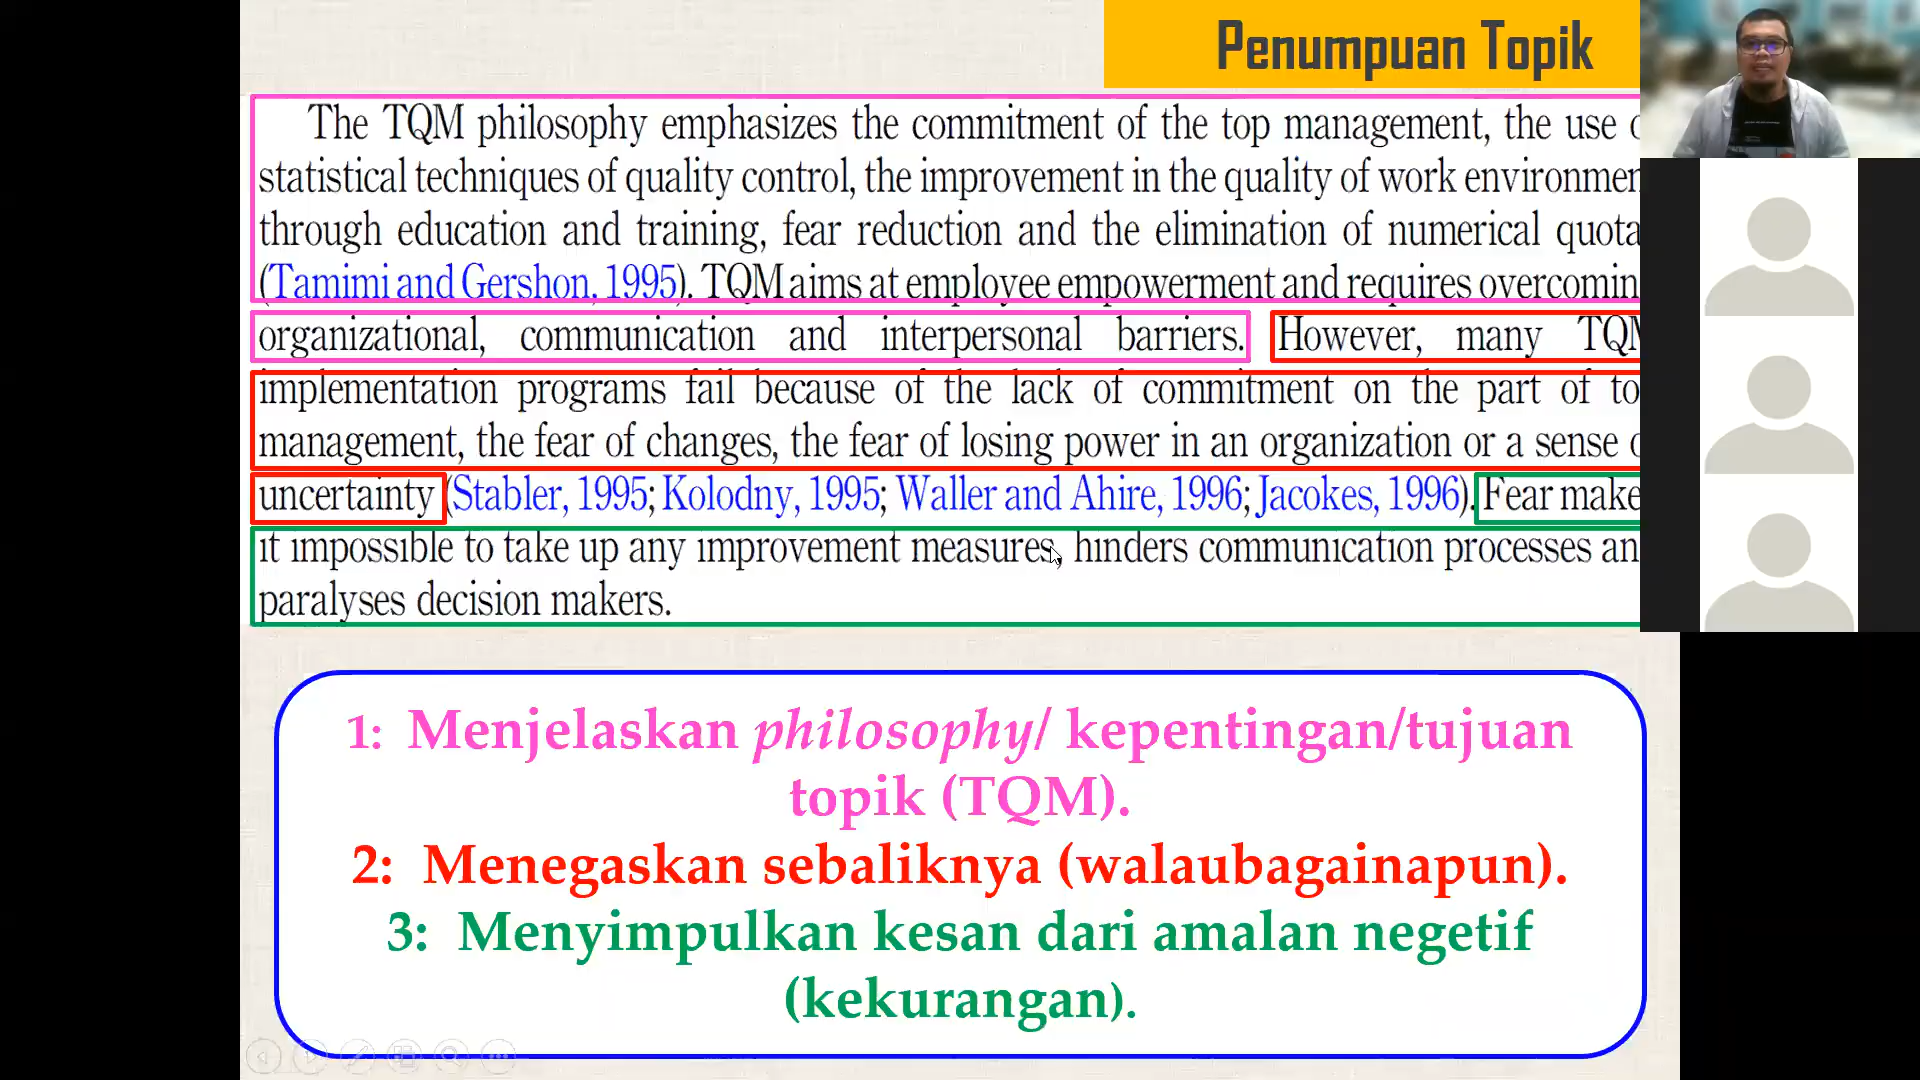 Penumpuan Topik
The TQM philosophy emphasizes the commitment of the top management, the use
statistical techniques of quality control, the improvement in the quality of work environmen
through education and training, fear reduction and the elimination of numerical quota
(Tamimi and Gershon, 1995). TQM aims at employee empowerment and requires overcomin
organizational, communication and interpersonal barriers. However, many TQM
implementation programs fail because of the lack of commitment on the part of to
management, the fear of changes, the fear of losing power in an organization or a sense
uncertainty (Stabler, 1995; Kolodny, 1995; Waller and Ahire, 1996; Jacokes, 1996). Fear make
it impossible to take up any improvement measures, hinders communication processes an
paralyses decision makers.
1: Menjelaskan philosophy/ kepentingan/tujuan
topik (TQM).
2: Menegaskan sebaliknya (walaubagainapun).
3: Menyimpulkan kesan dari amalan negetif
(kekurangan).